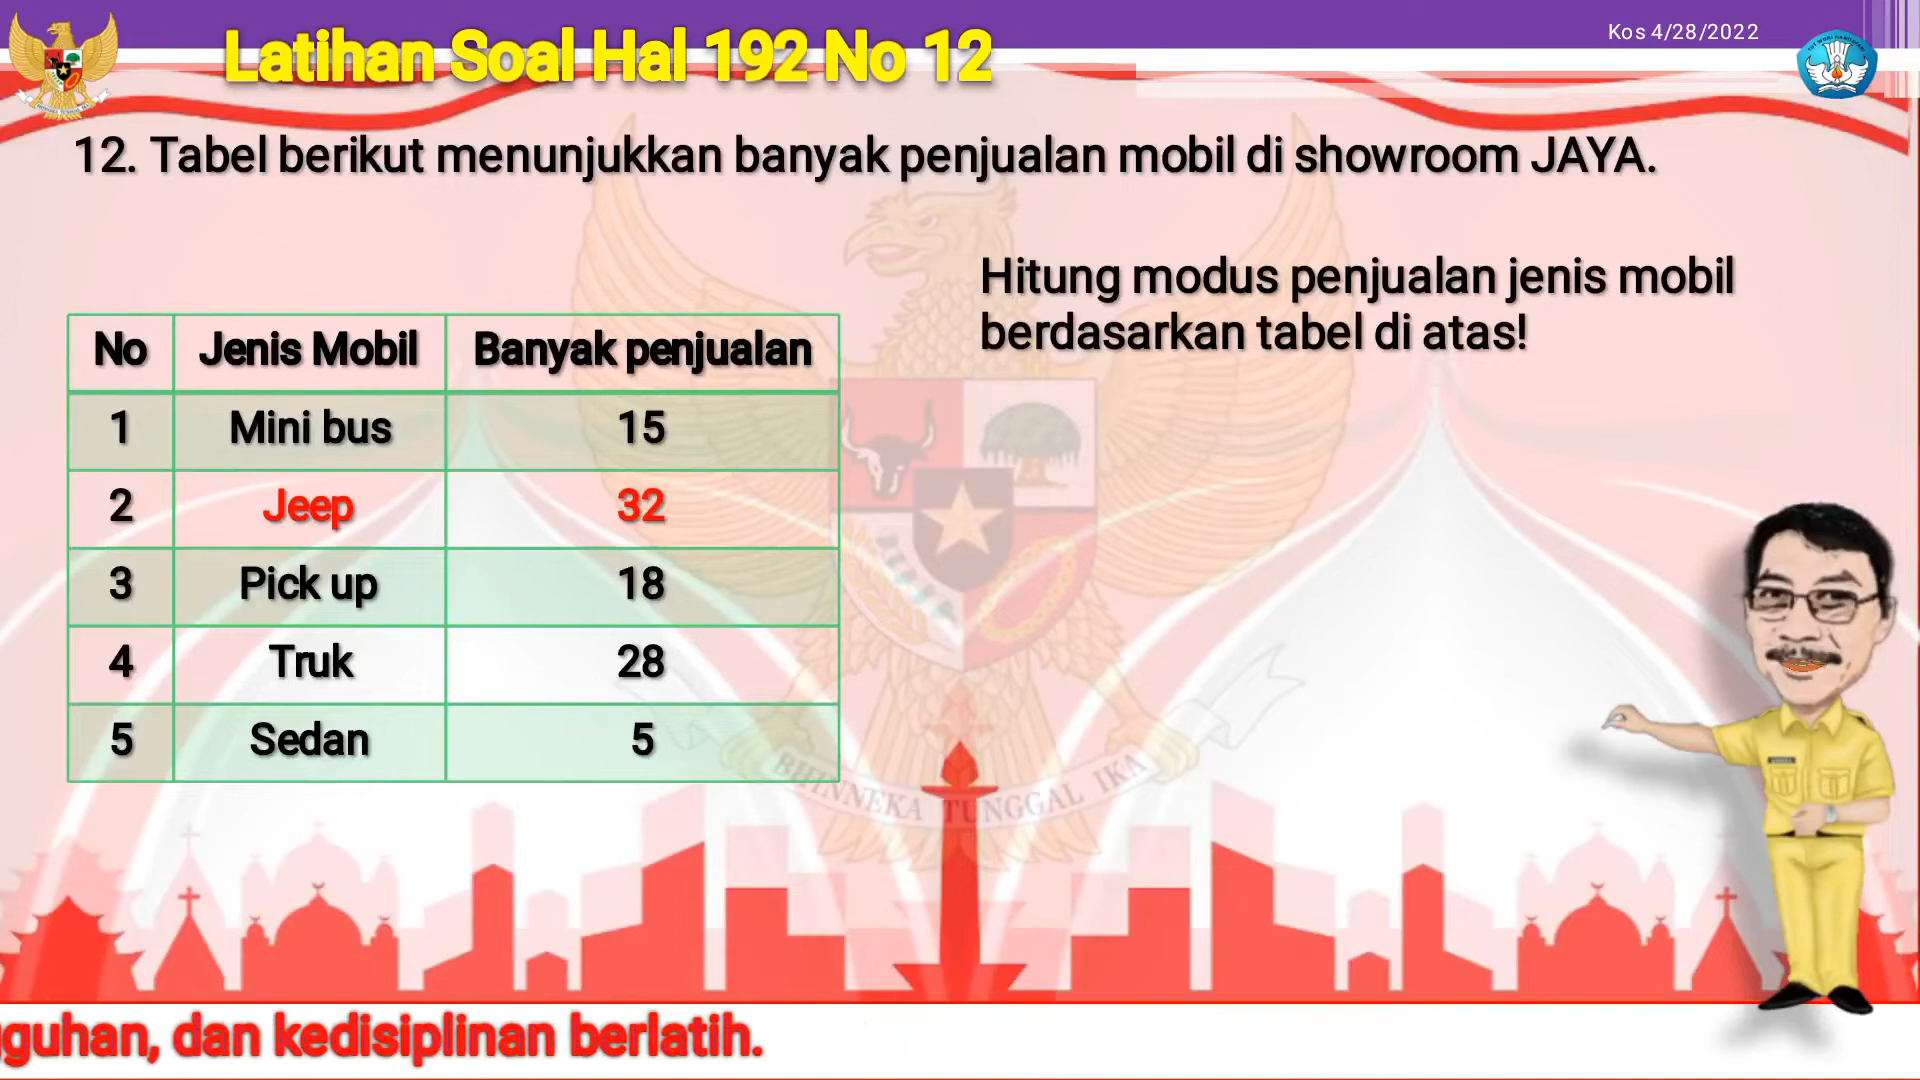 Latihan Soal Hal 192 No 12
Kos 4/28/2022
12. Tabel berikut menunjukkan banyak penjualan mobil di showroom JAYA.
Hitung modus penjualan jenis mobil
berdasarkan tabel di atas!
No Jenis Mobil Banyak penjualan
1 Mini bus 15
2 Jeep 32
3 Pick up 18
4 Truk 28
5 Sedan 5
BHINNEKA TUNGGAL IKA
guhan, dan kedisiplinan berlatih.